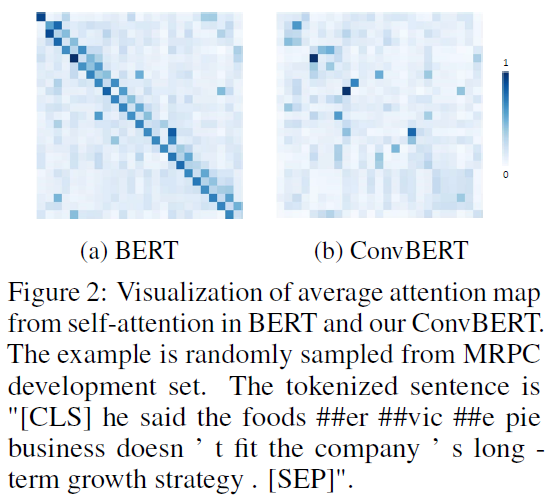 1
0
(a) BERT
(b) ConvBERT
Figure 2: Visualization of average attention map
from self-attention in BERT and our ConvBERT.
The example is randomly sampled from MRPC
development set. The tokenized sentence is
"[CLS] he said the foods ##er ##vic ##e pie
business doesn ’ t fit the company ’ s long -
term growth strategy . [SEP]".